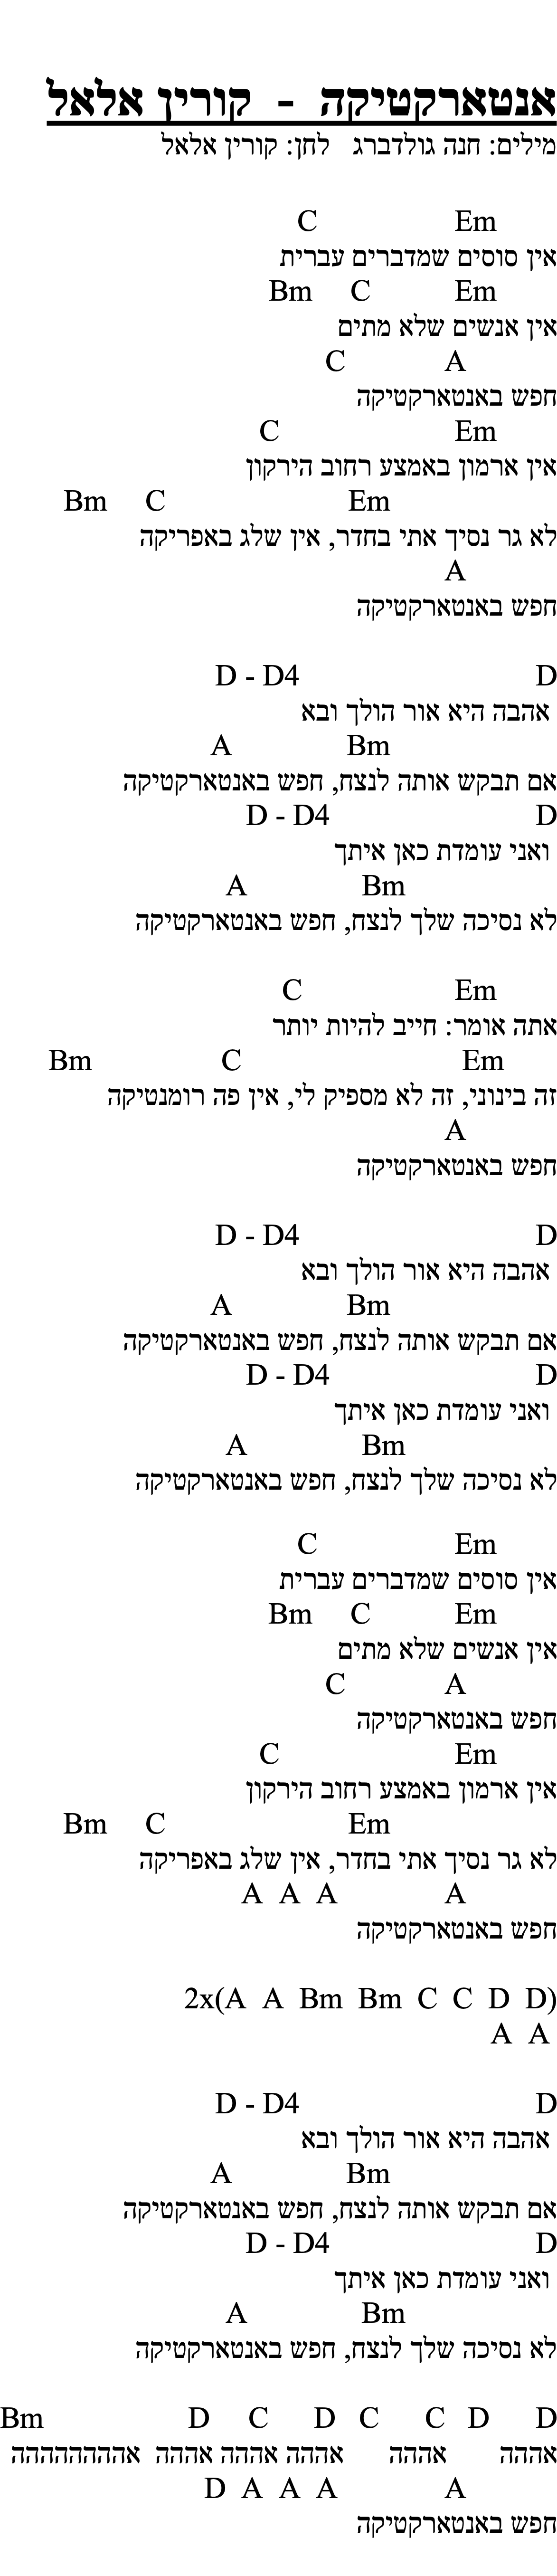 אנטארקטיקה - קורין אלאל
מילים: חנה גולדברג לחן: קורין אלאל
Em C
אין סוסים שמדברים עברית
Em C Bm
אין אנשים שלא מתים
A C
חפש באנטארקטיקה
Em C
אין ארמון באמצע רחוב הירקון
Em C Bm
לא גר נסיך אתי בחדר, אין שלג באפריקה
A
חפש באנטארקטיקה
D D - D4
אהבה היא אור הולך ובא
Bm A
אם תבקש אותה לנצח, חפש באנטארקטיקה
D D - D4
ואני עומדת כאן איתך
Bm A
לא נסיכה שלך לנצח, חפש באנטארקטיקה
Em C
אתה אומר: חייב להיות יותר
Em C Bm
זה בינוני, זה לא מספיק לי, אין פה רומנטיקה
A
חפש באנטארקטיקה
D D - D4
אהבה היא אור הולך ובא
Bm A
אם תבקש אותה לנצח, חפש באנטארקטיקה
D D - D4
ואני עומדת כאן איתך
Bm A
לא נסיכה שלך לנצח, חפש באנטארקטיקה
Em C
אין סוסים שמדברים עברית
Em C Bm
אין אנשים שלא מתים
A C
חפש באנטארקטיקה
Em C
אין ארמון באמצע רחוב הירקון
Em C Bm
לא גר נסיך אתי בחדר, אין שלג באפריקה
A A A A
חפש באנטארקטיקה
2x(A A Bm Bm C C D D)
A A
D D - D4
אהבה היא אור הולך ובא
Bm A
אם תבקש אותה לנצח, חפש באנטארקטיקה
D D - D4
ואני עומדת כאן איתך
Bm A
לא נסיכה שלך לנצח, חפש באנטארקטיקה
D D C C D C D Bm
אההה אההה אההה אההה אההה אהההההההה
A A A A D
חפש באנטארקטיקה